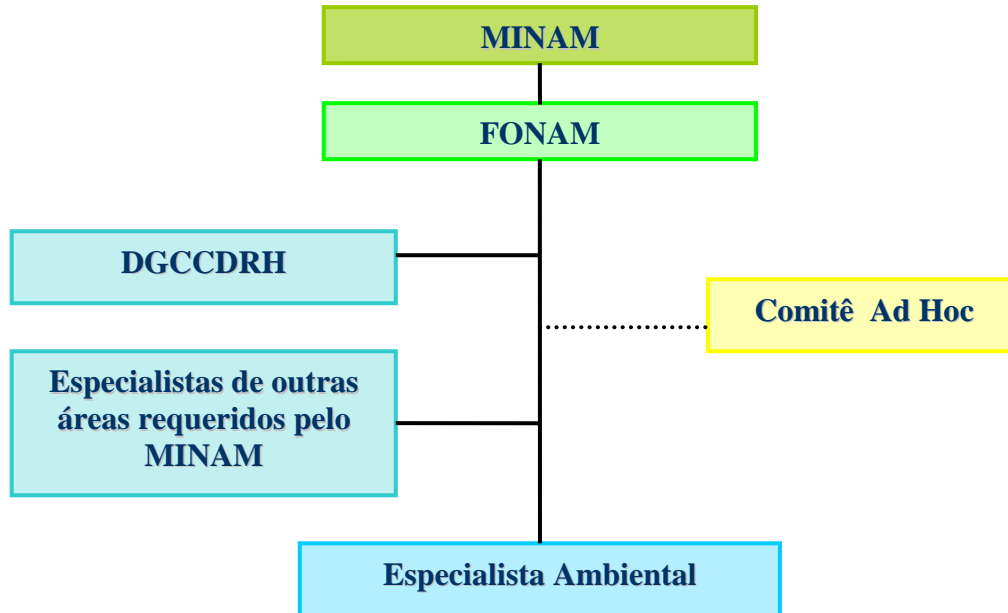 MINAM
FONAM
DGCCDRH
Comitê Ad Hoc
Especialistas de outras
áreas requeridos pelo
MINAM
Especialista Ambiental